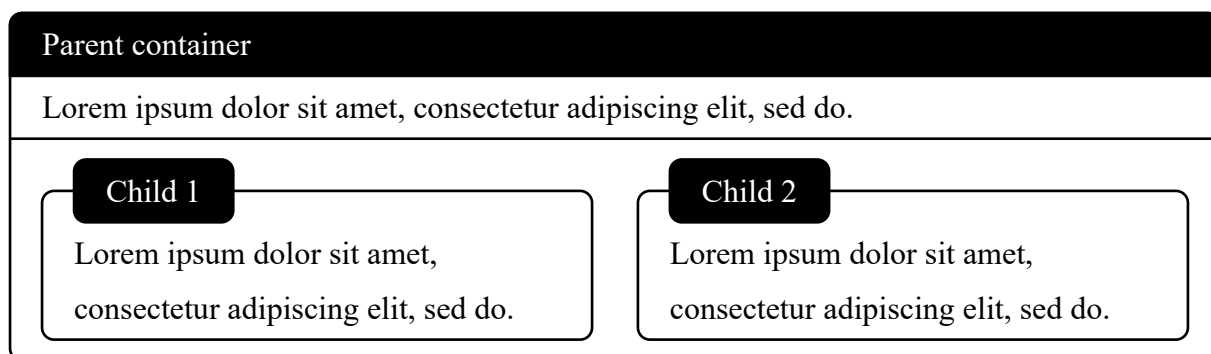 Parent container
Lorem ipsum dolor sit amet, consectetur adipiscing elit, sed do.
Child 1
Lorem ipsum dolor sit amet,
consectetur adipiscing elit, sed do.
Child 2
Lorem ipsum dolor sit amet,
consectetur adipiscing elit, sed do.